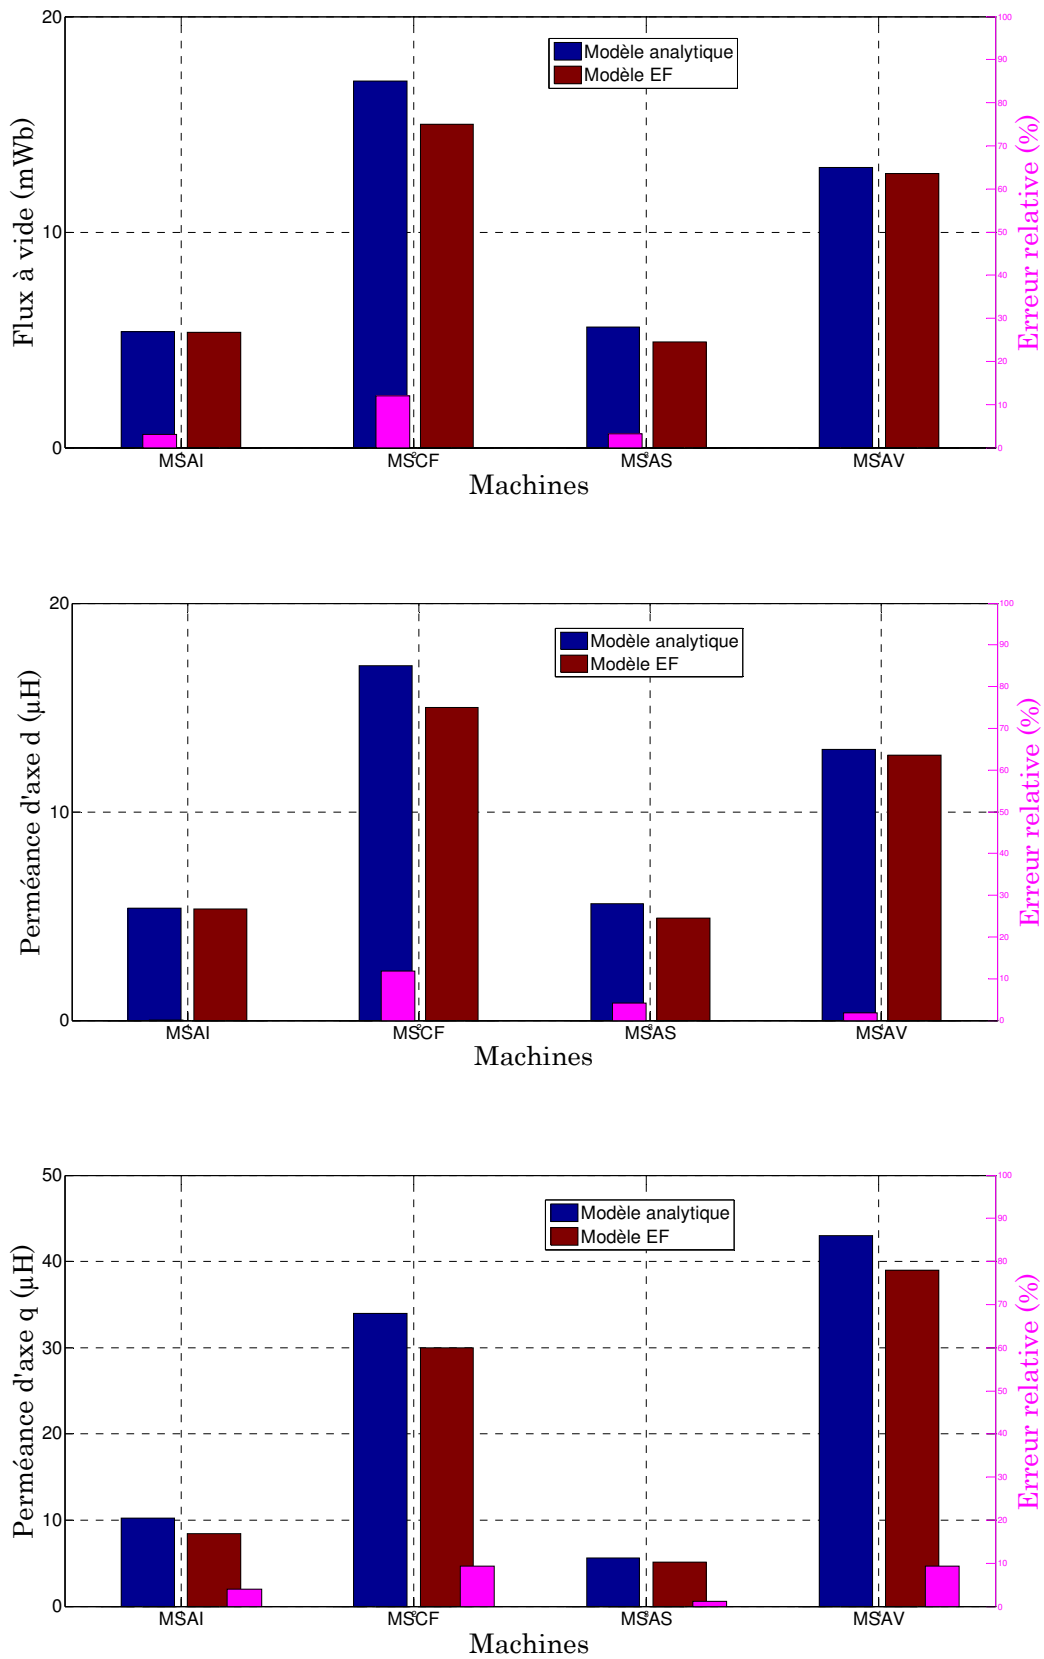 20
10
0
Flux à vide (mWb)
Modèle analytique
Modèle EF
100
90
80
70
60
50
40
30
20
10
0
Erreur relative (%)
MSAI
MSCF
MSAS
MSAV
Machines
20
10
0
Perméance d'axe d (µH)
Modèle analytique
Modèle EF
100
90
80
70
60
50
40
30
20
10
0
Erreur relative (%)
MSAI
MSCF
MSAS
MSAV
Machines
50
40
30
20
10
0
Perméance d'axe q (µH)
Modèle analytique
Modèle EF
100
90
80
70
60
50
40
30
20
10
0
Erreur relative (%)
MSAI
MSCF
MSAS
MSAV
Machines